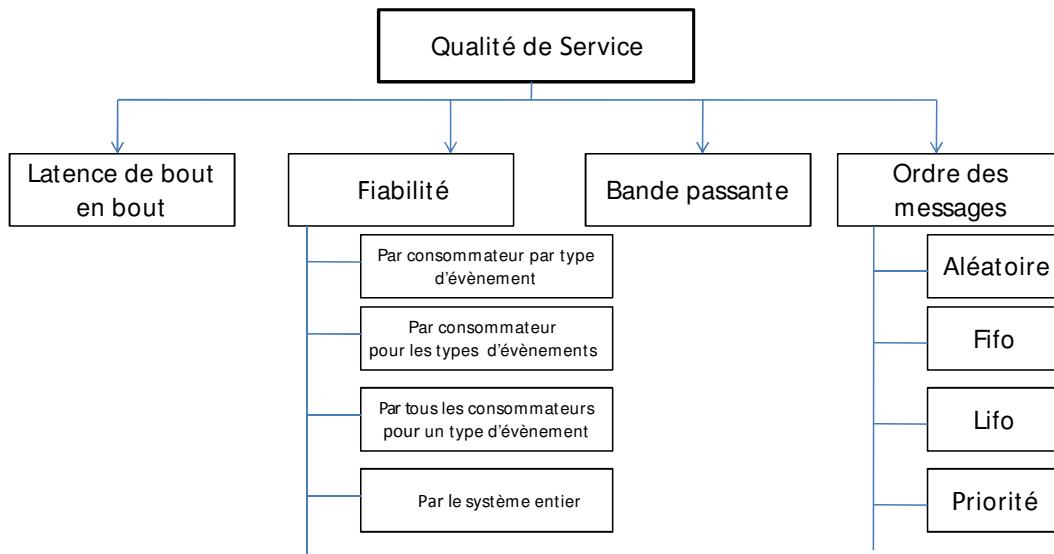 Qualité de Service
Latence de bout
en bout
Fiabilité
Bande passante
Ordre des
messages
Par consommateur par type
d'évènement
Par consommateur
pour les types d'évènements
Par tous les consommateurs
pour un type d'évènement
Par le système entier
Aléatoire
Fifo
Lifo
Priorité